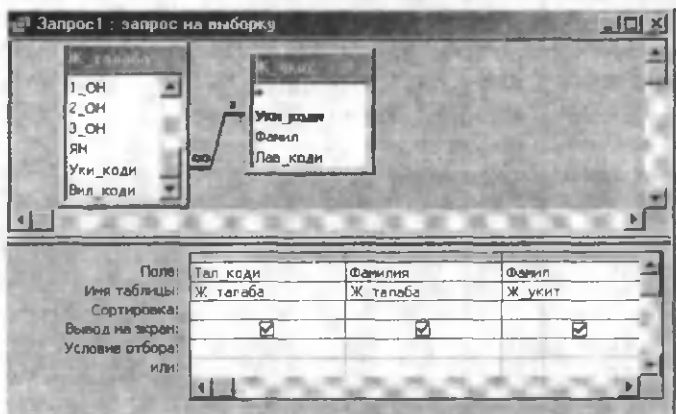 Запрос1 : запрос на выборку
Ж_талаба
1_ОН
2_ОН
3_ОН
ЯН
Уки_коди
Вил_коди
*
Уки_коди
Фамил
Лав_коди
Поле: Тал_коди Фамилия Фамил
Имя таблицы: Ж_талаба Ж_талаба Ж_укит
Сортировка:
Вывод на экран:
Условие отбора:
или: